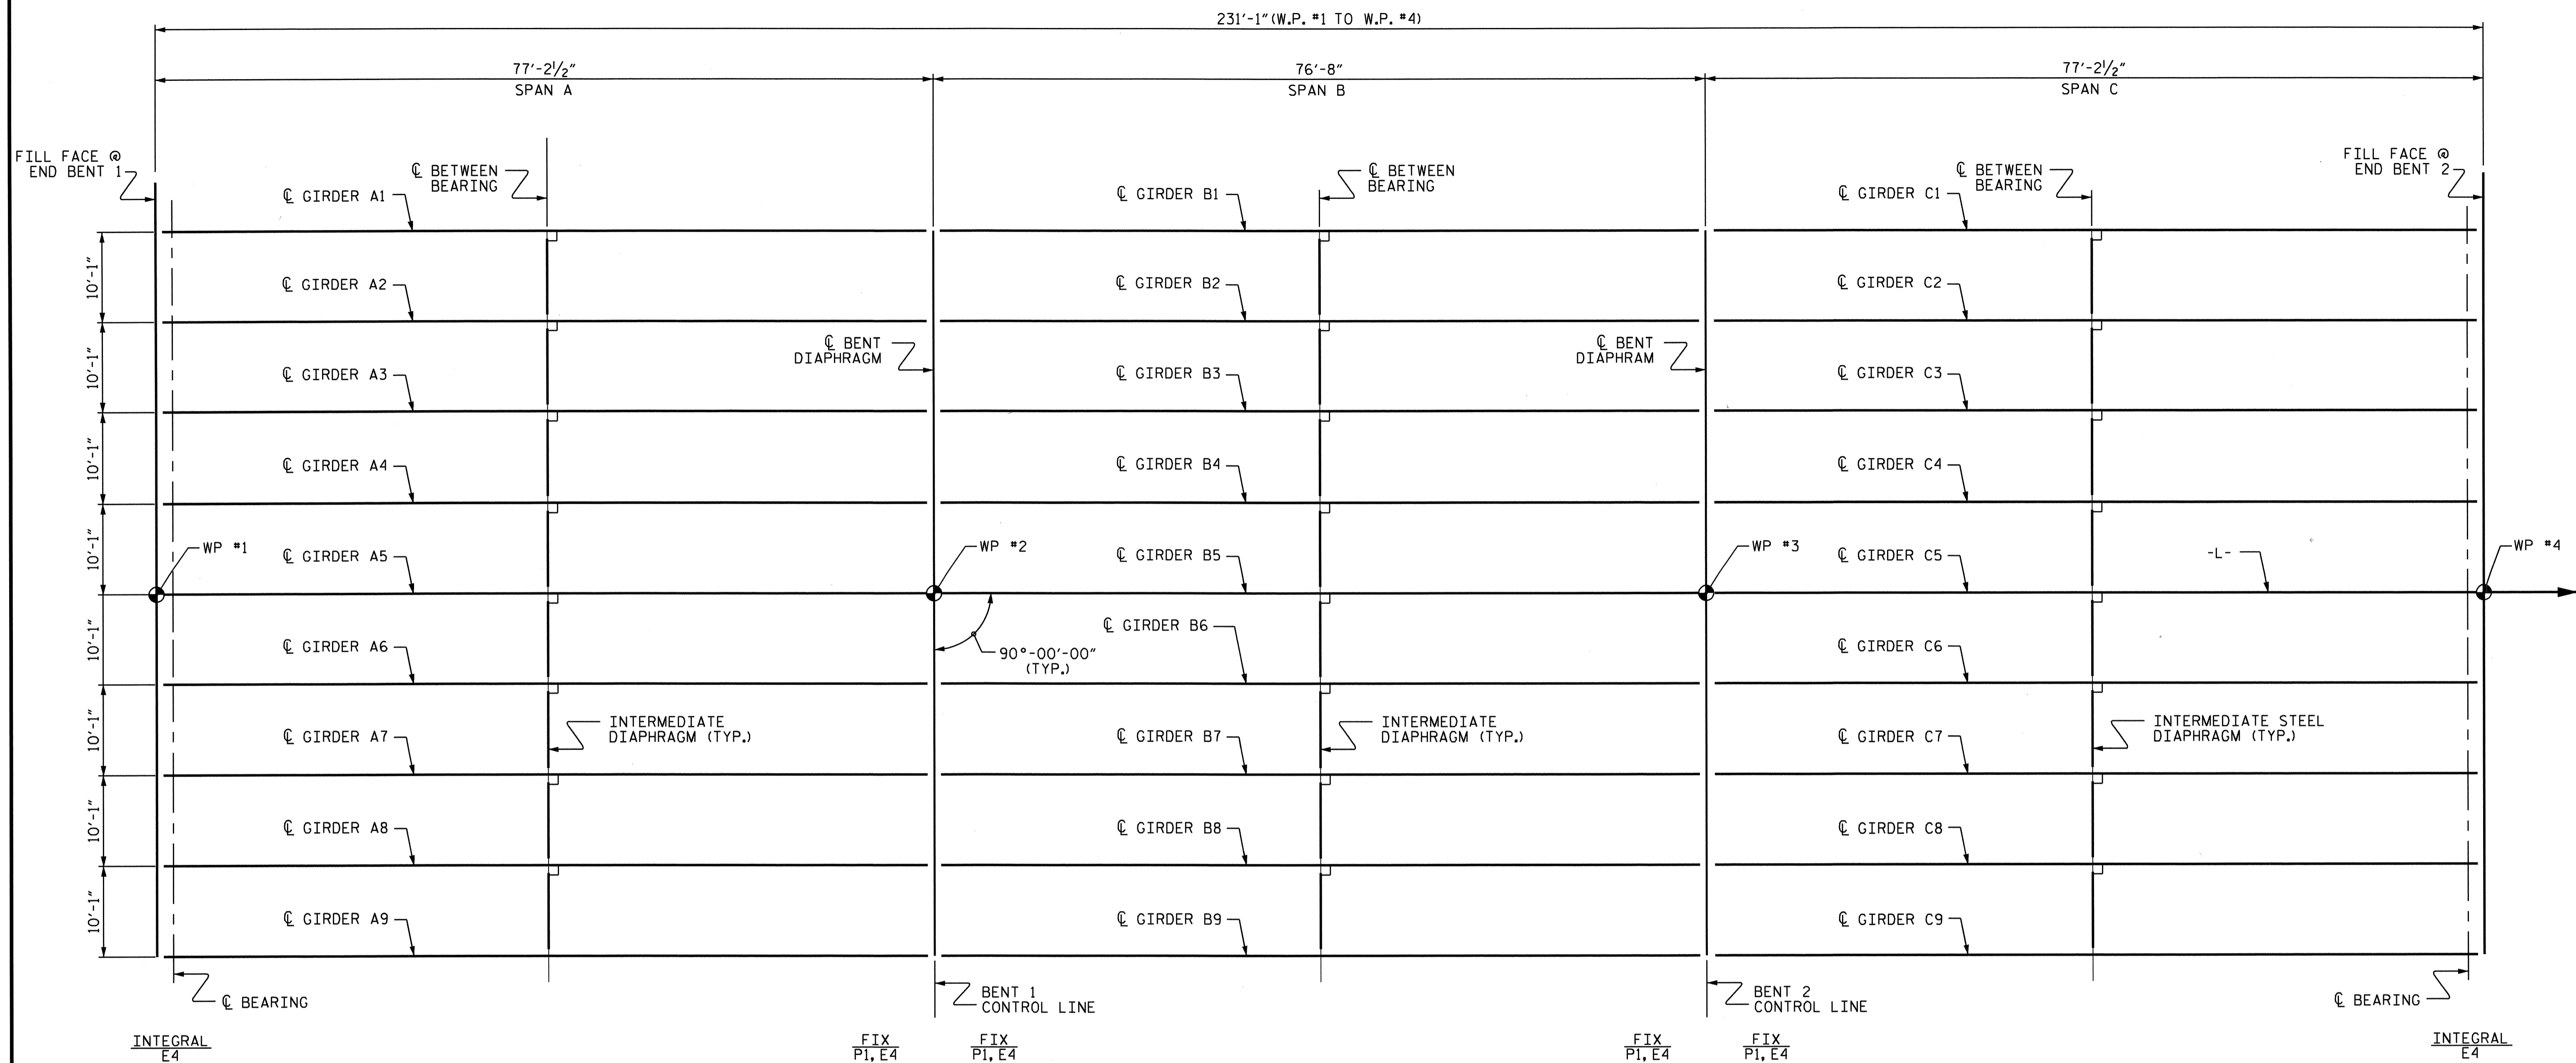 231'-1" (W.P. #1 TO W.P. #4)
77'-2 1/2"
SPAN A
76'-8"
SPAN B
77'-2 1/2"
SPAN C
FILL FACE @
END BENT 1
℄ BETWEEN
BEARING
℄ BETWEEN
BEARING
℄ BETWEEN
BEARING
FILL FACE @
END BENT 2
℄ GIRDER A1
℄ GIRDER B1
℄ GIRDER C1
10'-1"
℄ GIRDER A2
℄ GIRDER B2
℄ GIRDER C2
℄ BENT
DIAPHRAGM
℄ BENT
DIAPHRAM
10'-1"
℄ GIRDER A3
℄ GIRDER B3
℄ GIRDER C3
10'-1"
℄ GIRDER A4
℄ GIRDER B4
℄ GIRDER C4
10'-1"
WP #1
℄ GIRDER A5
WP #2
℄ GIRDER B5
WP #3
℄ GIRDER C5
-L-
WP #4
10'-1"
℄ GIRDER A6
90°-00'-00"
(TYP.)
℄ GIRDER B6
℄ GIRDER C6
10'-1"
℄ GIRDER A7
INTERMEDIATE
DIAPHRAGM (TYP.)
℄ GIRDER B7
INTERMEDIATE
DIAPHRAGM (TYP.)
℄ GIRDER C7
INTERMEDIATE STEEL
DIAPHRAGM (TYP.)
10'-1"
℄ GIRDER A8
℄ GIRDER B8
℄ GIRDER C8
10'-1"
℄ GIRDER A9
℄ GIRDER B9
℄ GIRDER C9
℄ BEARING
BENT 1
CONTROL LINE
BENT 2
CONTROL LINE
℄ BEARING
INTEGRAL
E4
FIX
P1, E4
FIX
P1, E4
FIX
P1, E4
FIX
P1, E4
INTEGRAL
E4